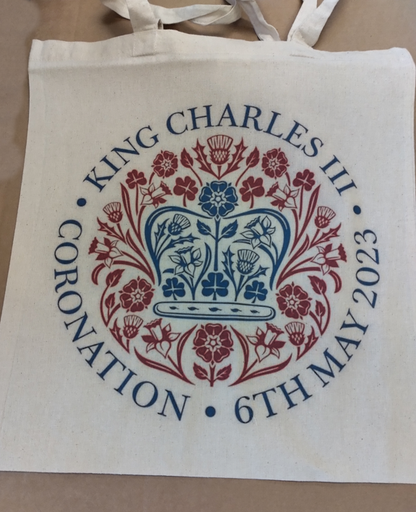 KING CHARLES III
CORONATION • 6TH MAY 2023